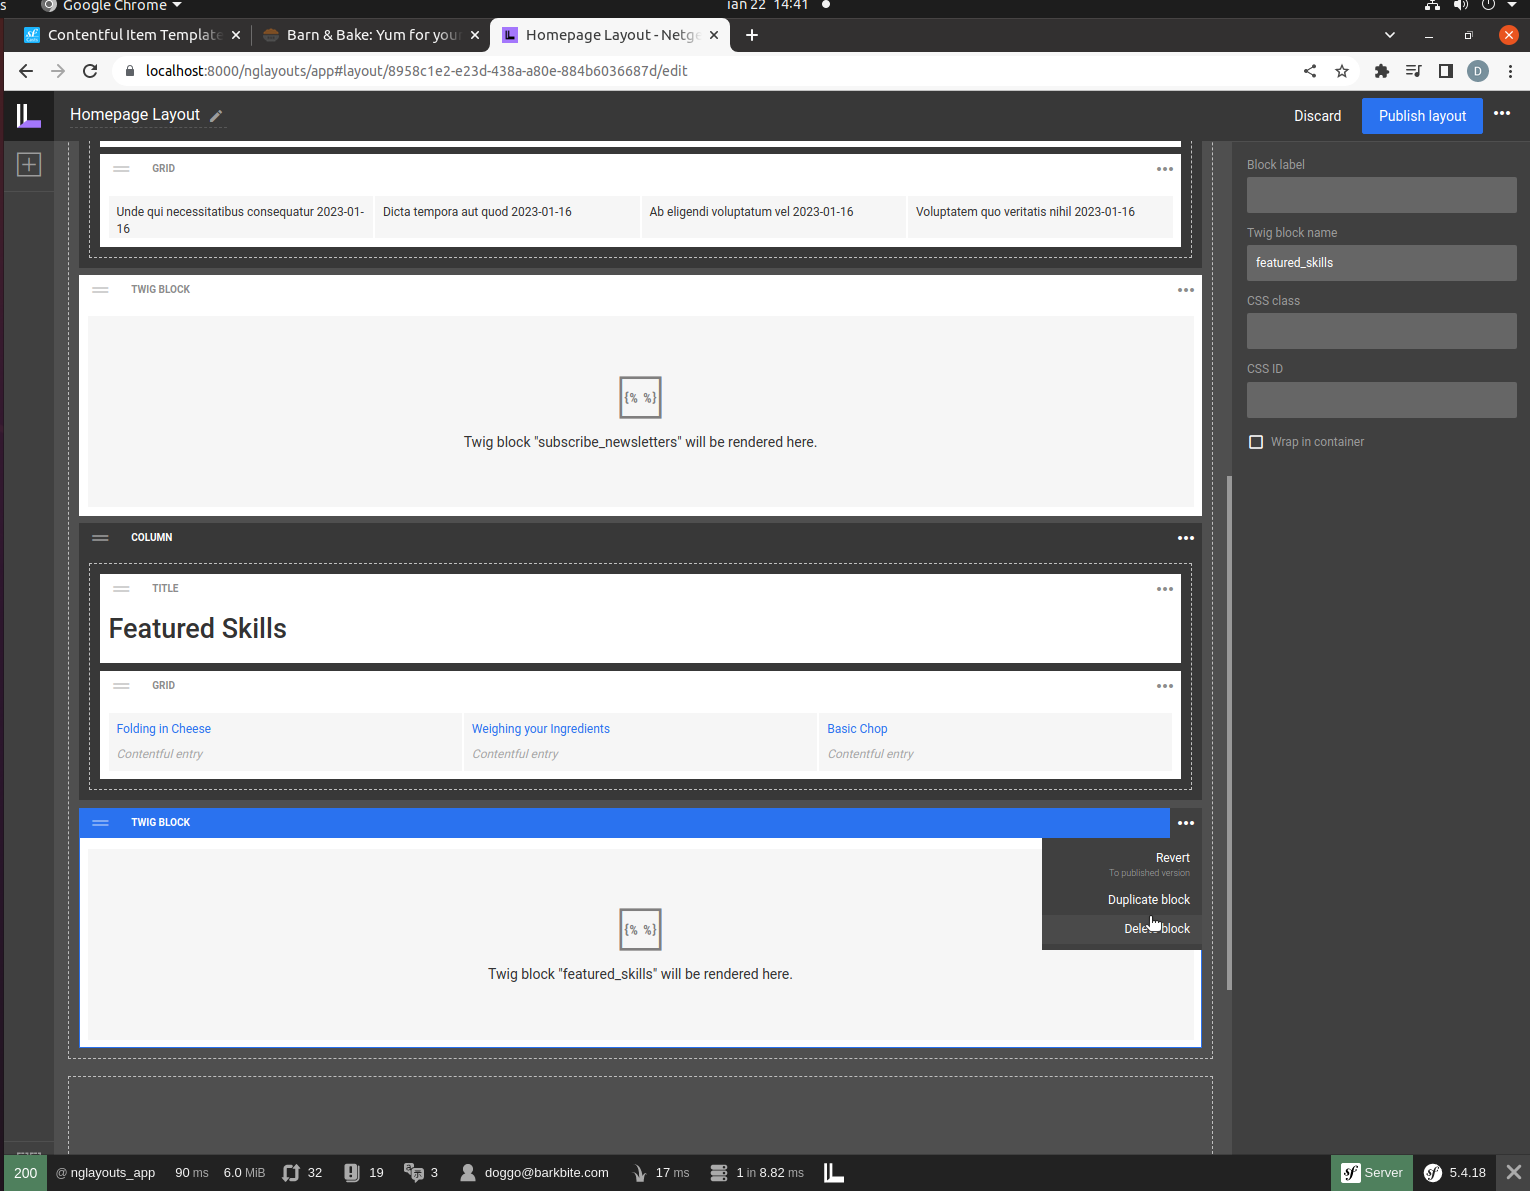 Google Chrome
ian 22 14:41
Contentful Item Template
Barn & Bake: Yum for your
Homepage Layout - Netge
localhost:8000/nglayouts/app#layout/8958c1e2-e23d-438a-a80e-884b6036687d/edit
D
Homepage Layout
Discard
Publish layout
GRID
Unde qui necessitatibus consequatur 2023-01-
16
Dicta tempora aut quod 2023-01-16
Ab eligendi voluptatum vel 2023-01-16
Voluptatem quo veritatis nihil 2023-01-16
TWIG BLOCK
{% %}
Twig block "subscribe_newsletters" will be rendered here.
COLUMN
TITLE
Featured Skills
GRID
Folding in Cheese
Contentful entry
Weighing your Ingredients
Contentful entry
Basic Chop
Contentful entry
TWIG BLOCK
Revert
To published version
Duplicate block
Delete block
{% %}
Twig block "featured_skills" will be rendered here.
Block label
Twig block name
featured_skills
CSS class
CSS ID
Wrap in container
200
@ nglayouts_app
90 ms
6.0 MiB
32
19
3
doggo@barkbite.com
17 ms
1 in 8.82 ms
sf Server
sf 5.4.18